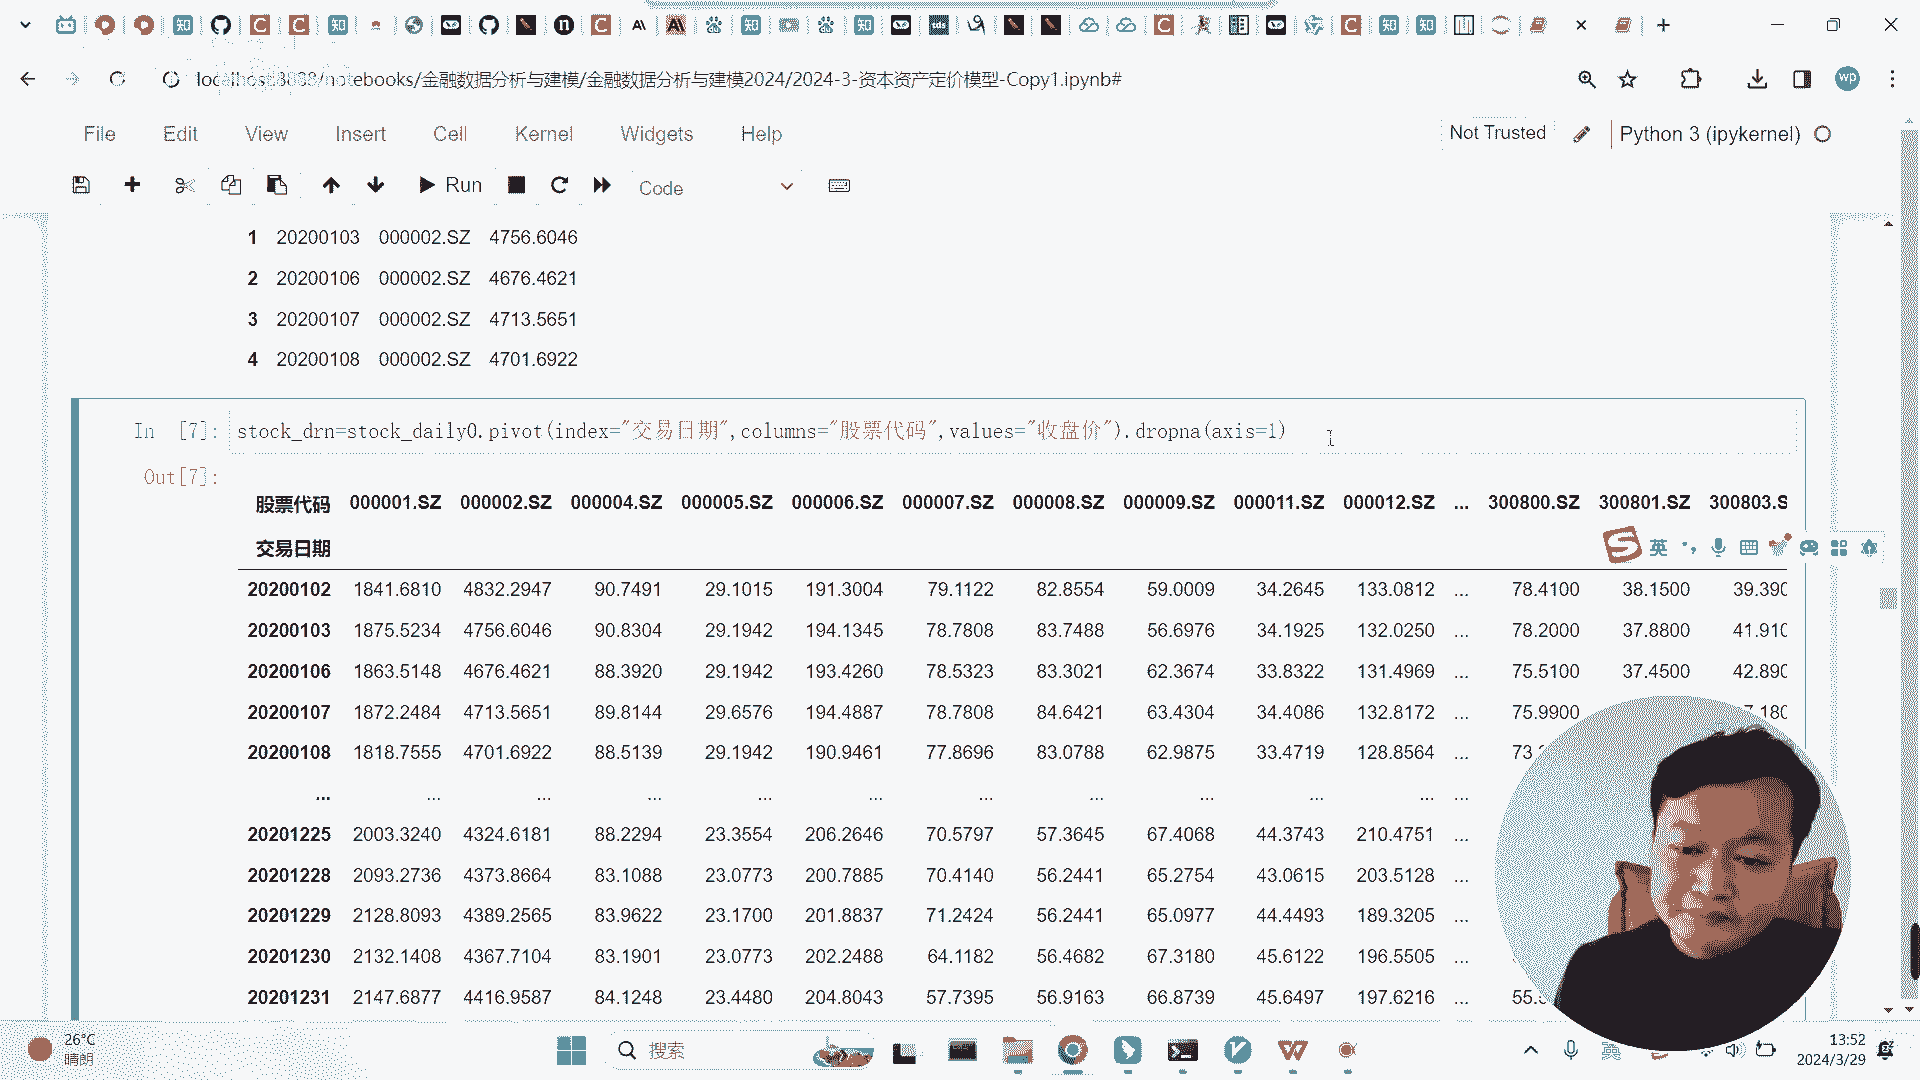 localhost:8888/notebooks/金融数据分析与建模/金融数据分析与建模2024/2024-3-资本资产定价模型-Copy1.ipynb#
wp
File Edit View Insert Cell Kernel Widgets Help
Not Trusted Python 3 (ipykernel)
Run Code
1 20200103 000002.SZ 4756.6046
2 20200106 000002.SZ 4676.4621
3 20200107 000002.SZ 4713.5651
4 20200108 000002.SZ 4701.6922
In [7]: stock_drn=stock_daily0.pivot(index="交易日期",columns="股票代码",values="收盘价").dropna(axis=1)
Out[7]:
股票代码 000001.SZ 000002.SZ 000004.SZ 000005.SZ 000006.SZ 000007.SZ 000008.SZ 000009.SZ 000011.SZ 000012.SZ ... 300800.SZ 300801.SZ 300803.S
交易日期
英
20200102 1841.6810 4832.2947 90.7491 29.1015 191.3004 79.1122 82.8554 59.0009 34.2645 133.0812 ... 78.4100 38.1500 39.390
20200103 1875.5234 4756.6046 90.8304 29.1942 194.1345 78.7808 83.7488 56.6976 34.1925 132.0250 ... 78.2000 37.8800 41.910
20200106 1863.5148 4676.4621 88.3920 29.1942 193.4260 78.5323 83.3021 62.3674 33.8322 131.4969 ... 75.5100 37.4500 42.890
20200107 1872.2484 4713.5651 89.8144 29.6576 194.4887 78.7808 84.6421 63.4304 34.4086 132.8172 ... 75.9900
20200108 1818.7555 4701.6922 88.5139 29.1942 190.9461 77.8696 83.0788 62.9875 33.4719 128.8564 ... 73.
... ... ... ... ... ... ... ... ... ... ... ...
20201225 2003.3240 4324.6181 88.2294 23.3554 206.2646 70.5797 57.3645 67.4068 44.3743 210.4751 ...
20201228 2093.2736 4373.8664 83.1088 23.0773 200.7885 70.4140 56.2441 65.2754 43.0615 203.5128 ...
20201229 2128.8093 4389.2565 83.9622 23.1700 201.8837 71.2424 56.2441 65.0977 44.4493 189.3205 ...
20201230 2132.1408 4367.7104 83.1901 23.0773 202.2488 64.1182 56.4682 67.3180 45.6122 196.5505 ...
20201231 2147.6877 4416.9587 84.1248 23.4480 204.8043 57.7395 56.9163 66.8739 45.6497 197.6216 ... 55.
26°C
晴朗
搜索
英
13:52
2024/3/29